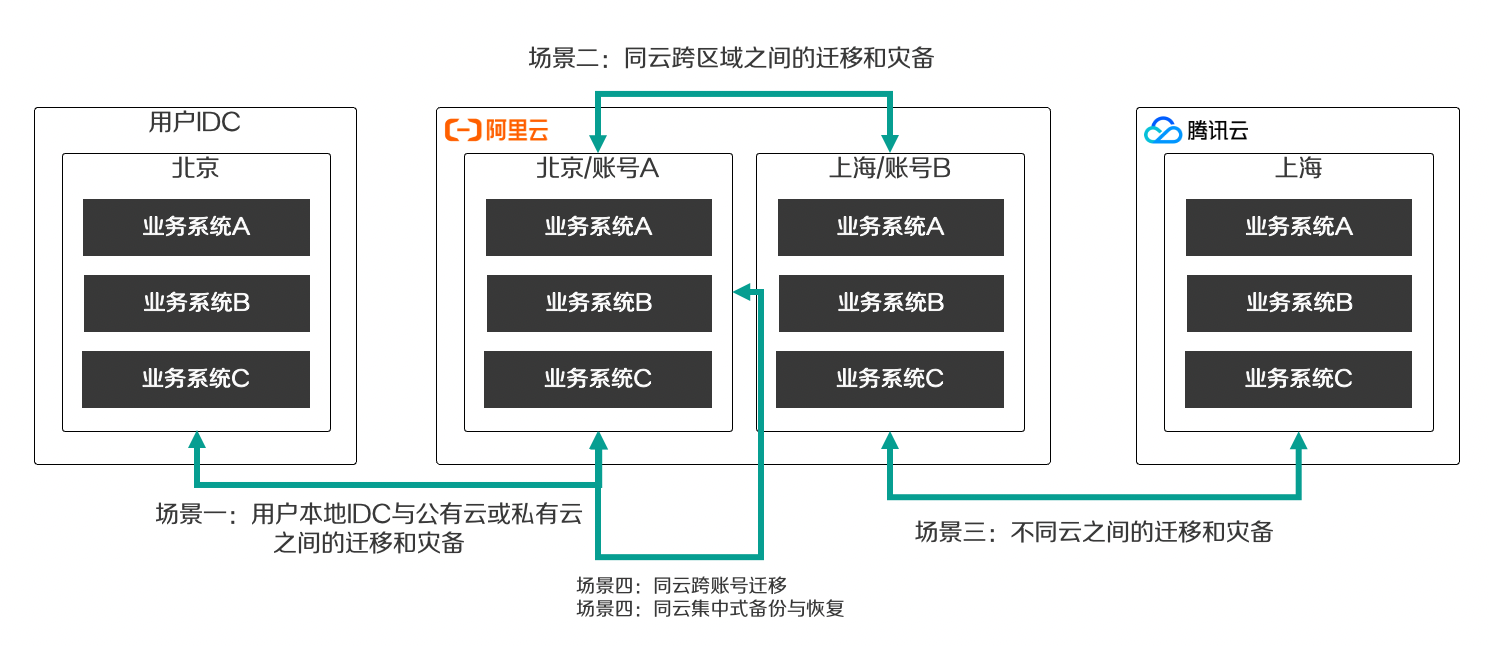 场景二：同云跨区域之间的迁移和灾备
用户IDC
北京
业务系统A
业务系统B
业务系统C
阿里云
北京/账号A
业务系统A
业务系统B
业务系统C
上海/账号B
业务系统A
业务系统B
业务系统C
腾讯云
上海
业务系统A
业务系统B
业务系统C
场景一：用户本地IDC与公有云或私有云
之间的迁移和灾备
场景三：不同云之间的迁移和灾备
场景四：同云跨账号迁移
场景四：同云集中式备份与恢复